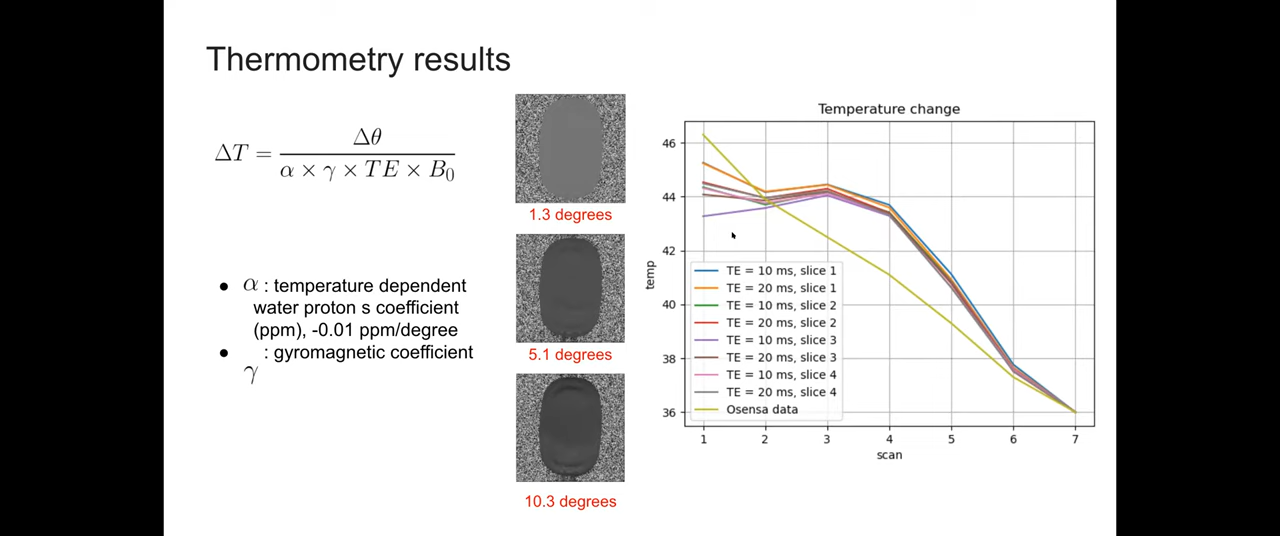 Thermometry results
ΔT = Δθ / (α × γ × TE × B₀)
● α : temperature dependent
water proton s coefficient
(ppm), -0.01 ppm/degree
● γ : gyromagnetic coefficient
1.3 degrees
5.1 degrees
10.3 degrees
Temperature change
46
44
42
40
38
36
temp
TE = 10 ms, slice 1
TE = 20 ms, slice 1
TE = 10 ms, slice 2
TE = 20 ms, slice 2
TE = 10 ms, slice 3
TE = 20 ms, slice 3
TE = 10 ms, slice 4
TE = 20 ms, slice 4
Osensa data
1 2 3 4 5 6 7
scan